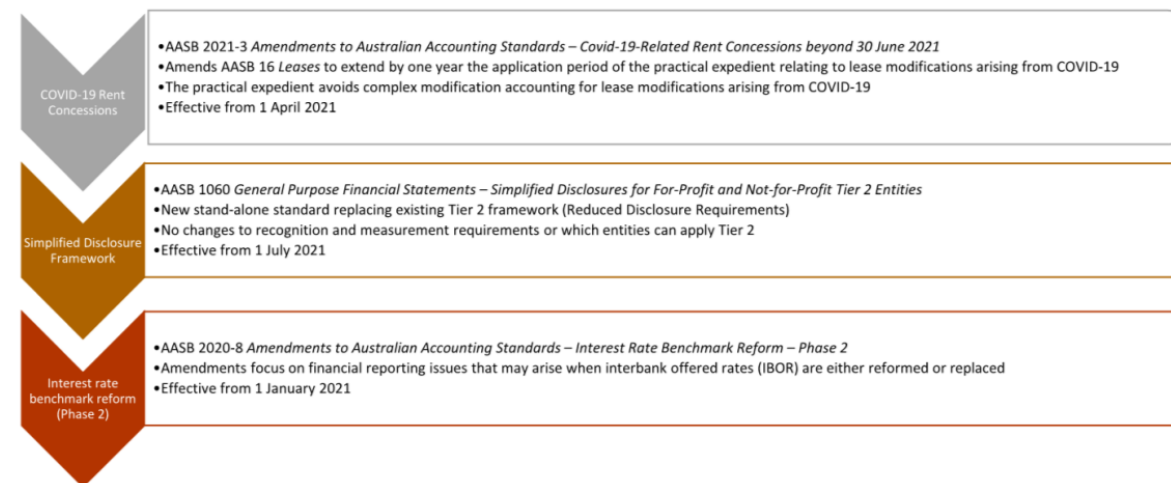 COVID-19 Rent
Concessions
•AASB 2021-3 Amendments to Australian Accounting Standards – Covid-19-Related Rent Concessions beyond 30 June 2021
•Amends AASB 16 Leases to extend by one year the application period of the practical expedient relating to lease modifications arising from COVID-19
•The practical expedient avoids complex modification accounting for lease modifications arising from COVID-19
•Effective from 1 April 2021
Simplified Disclosure
Framework
•AASB 1060 General Purpose Financial Statements – Simplified Disclosures for For-Profit and Not-for-Profit Tier 2 Entities
•New stand-alone standard replacing existing Tier 2 framework (Reduced Disclosure Requirements)
•No changes to recognition and measurement requirements or which entities can apply Tier 2
•Effective from 1 July 2021
Interest rate
benchmark reform
(Phase 2)
•AASB 2020-8 Amendments to Australian Accounting Standards – Interest Rate Benchmark Reform – Phase 2
•Amendments focus on financial reporting issues that may arise when interbank offered rates (IBOR) are either reformed or replaced
•Effective from 1 January 2021